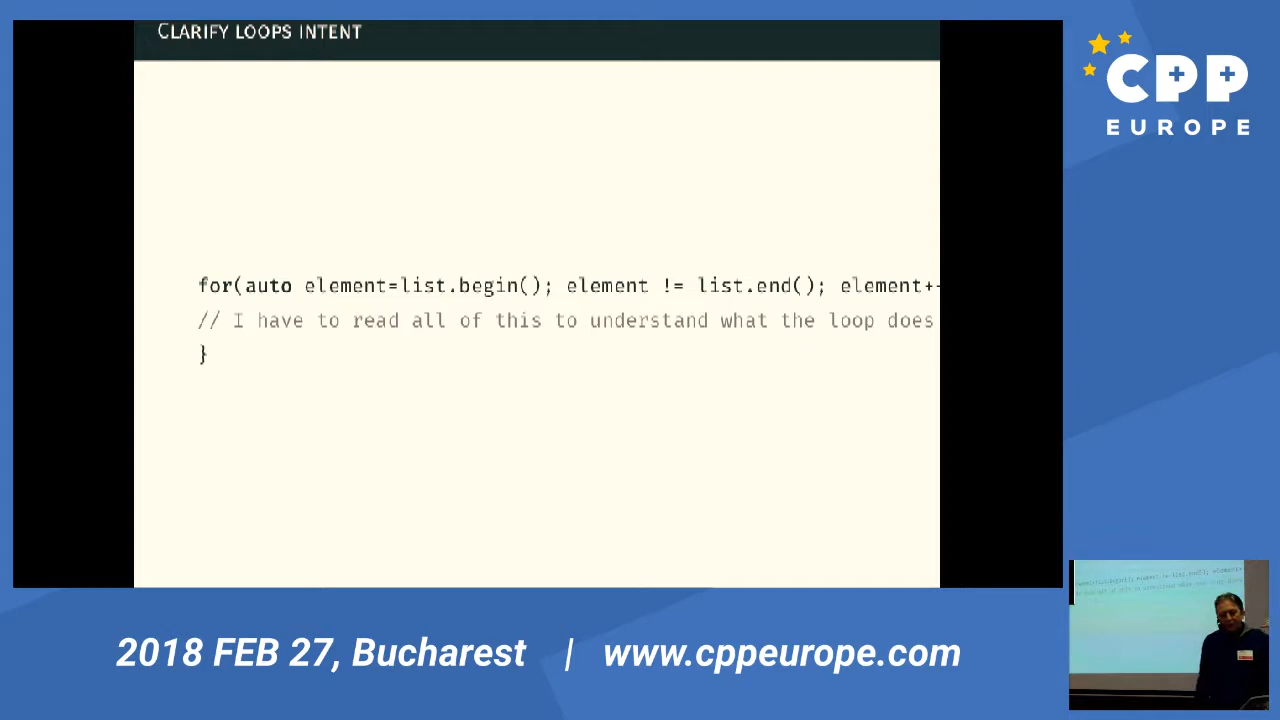 CLARIFY LOOPS INTENT
for(auto element=list.begin(); element != list.end(); element+
// I have to read all of this to understand what the loop does
}
CPP
EUROPE
2018 FEB 27, Bucharest | www.cppeurope.com